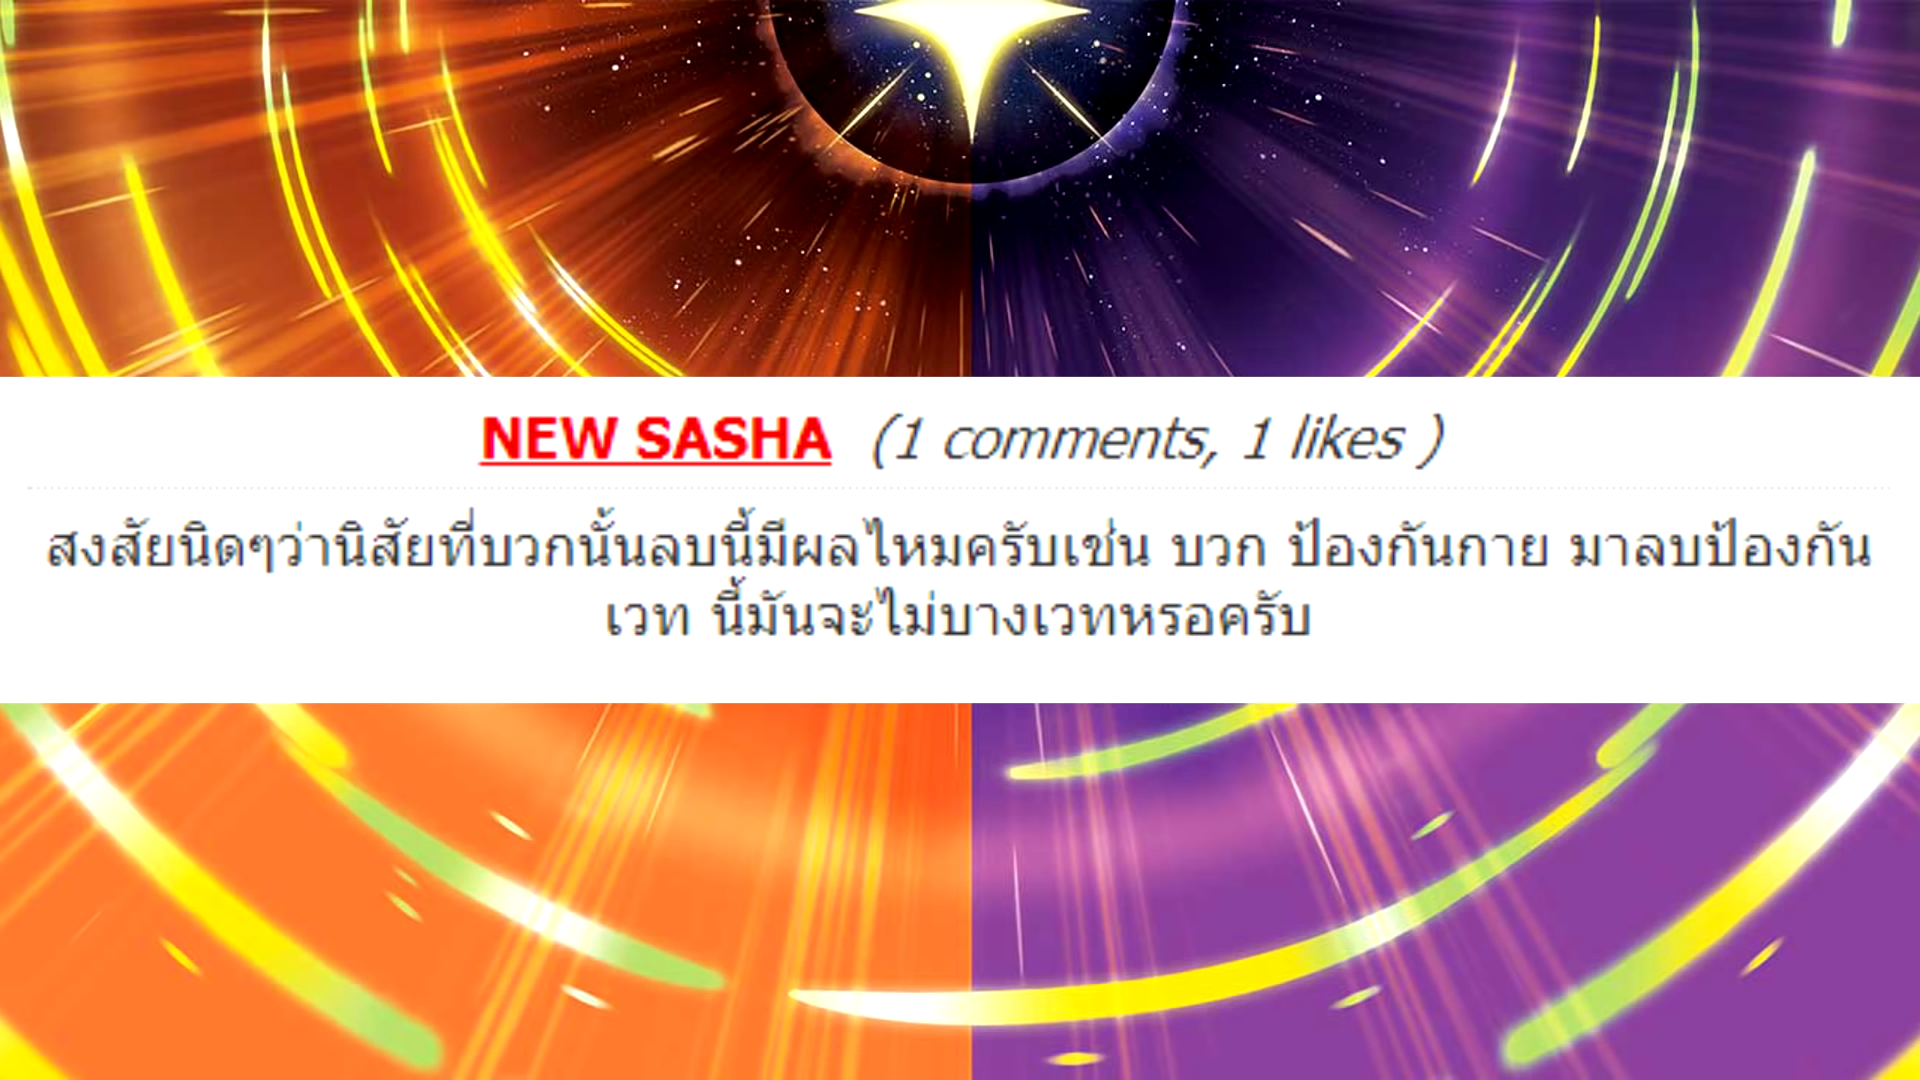 NEW SASHA (1 comments, 1 likes )
สงสัยนิดๆว่านิสัยที่บวกนั้นลบนี้มีผลไหมครับเช่น บวก ป้องกันกาย มาลบป้องกัน
เวท นี้มันจะไม่บางเวทหรอครับ